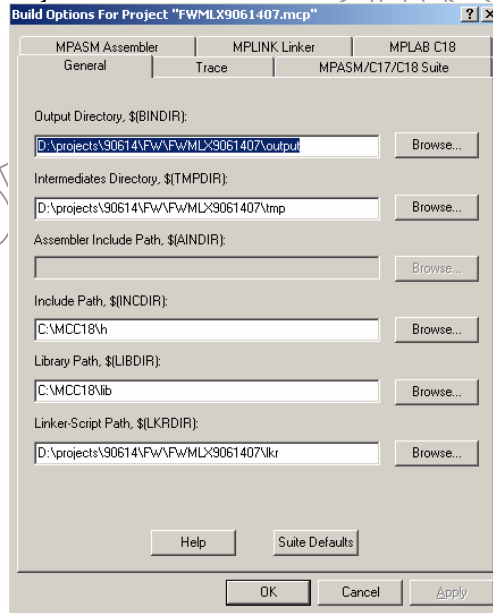 Build Options For Project "FWMLX9061407.mcp"
MPASM Assembler MPLINK Linker MPLAB C18
General Trace MPASM/C17/C18 Suite
Output Directory, $(BINDIR):
D:\projects\90614\FW\FWMLX9061407\output Browse...
Intermediates Directory, $(TMPDIR):
D:\projects\90614\FW\FWMLX9061407\tmp Browse...
Assembler Include Path, $(AINDIR):
Browse...
Include Path, $(INCDIR):
C:\MCC18\h Browse...
Library Path, $(LIBDIR):
C:\MCC18\lib Browse...
Linker-Script Path, $(LKRDIR):
D:\projects\90614\FW\FWMLX9061407\lkr Browse...
Help Suite Defaults
OK Cancel Apply